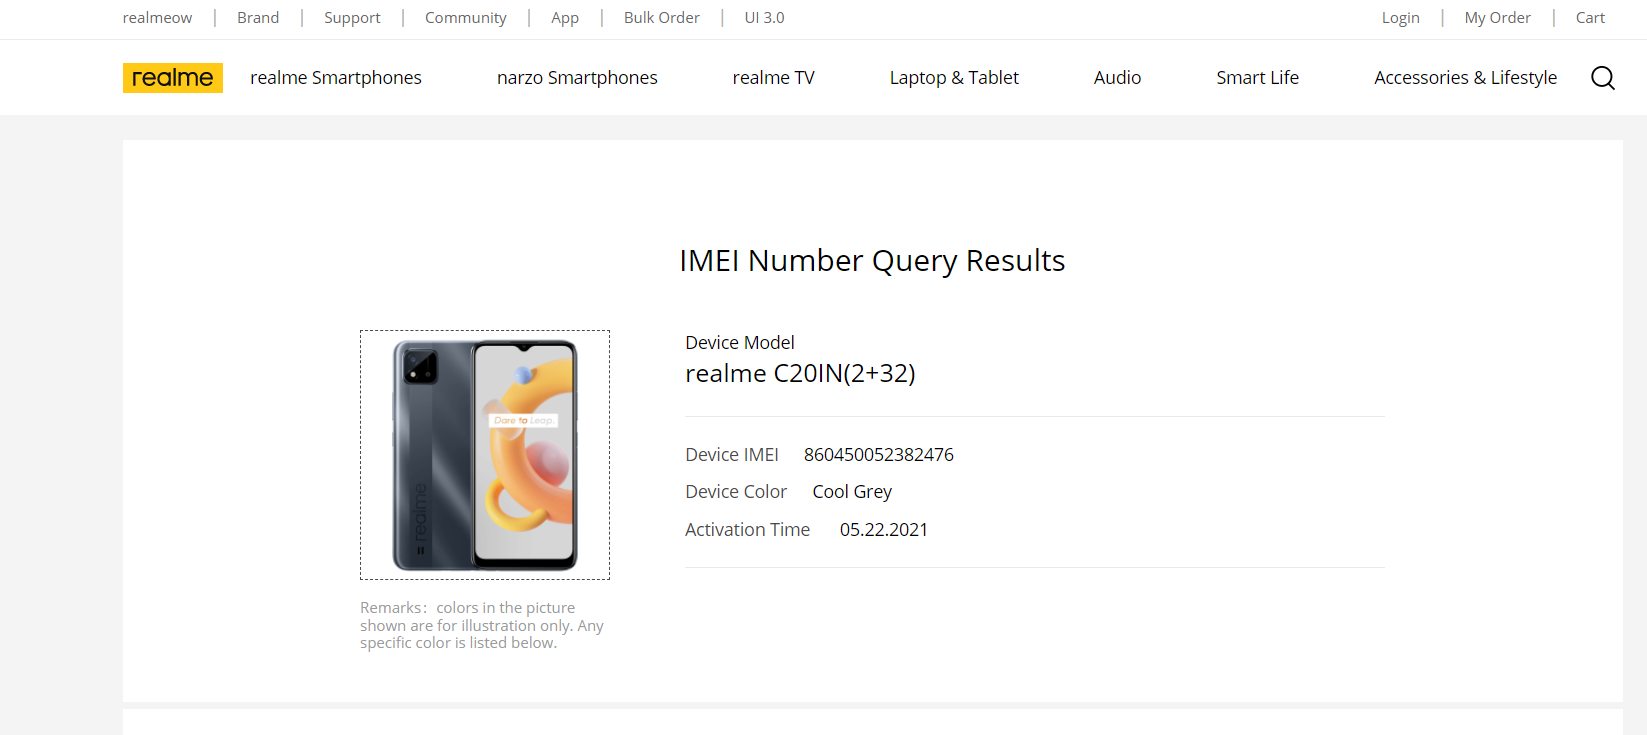 realmeow | Brand | Support | Community | App | Bulk Order | UI 3.0 Login | My Order | Cart
realme realme Smartphones narzo Smartphones realme TV Laptop & Tablet Audio Smart Life Accessories & Lifestyle
IMEI Number Query Results
Device Model
realme C20IN(2+32)
Dare to Leap.
realme
Device IMEI 860450052382476
Device Color Cool Grey
Activation Time 05.22.2021
Remarks：colors in the picture
shown are for illustration only. Any
specific color is listed below.